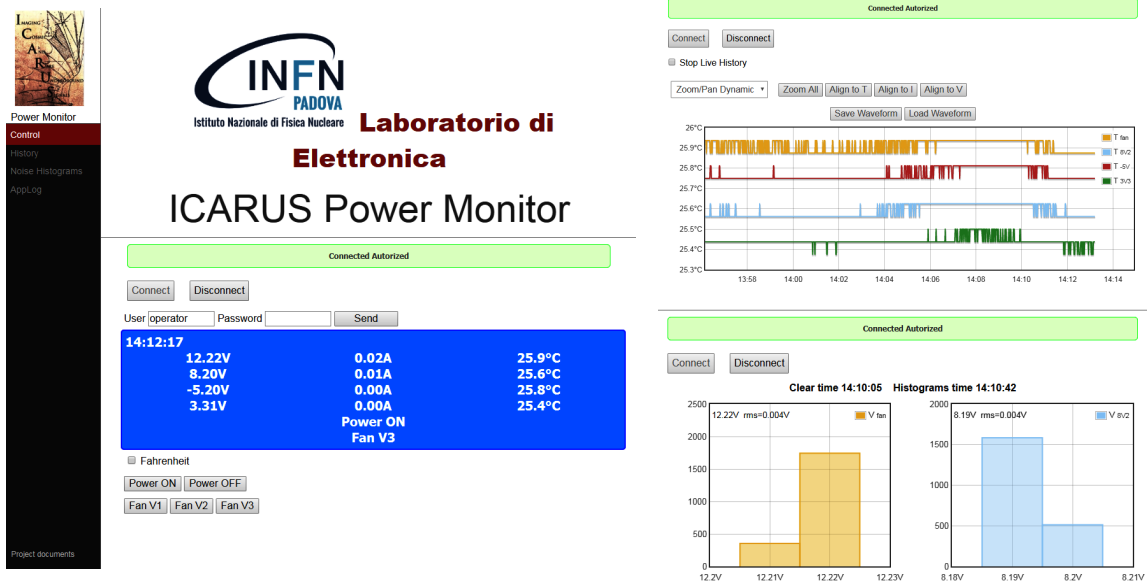 IMAGING
COSMIC
AND
RARE
UNDERGROUND
SIGNALS
Power Monitor
Control
History
Noise Histograms
AppLog
Project documents
INFN
PADOVA
Istituto Nazionale di Fisica Nucleare
Laboratorio di
Elettronica
ICARUS Power Monitor
Connected Autorized
Connect Disconnect
User operator Password Send
14:12:17
12.22V 0.02A 25.9°C
8.20V 0.01A 25.6°C
-5.20V 0.00A 25.8°C
3.31V 0.00A 25.4°C
Power ON
Fan V3
Fahrenheit
Power ON Power OFF
Fan V1 Fan V2 Fan V3
Connected Autorized
Connect Disconnect
Stop Live History
Zoom/Pan Dynamic Zoom All Align to T Align to I Align to V
Save Waveform Load Waveform
26°C
25.9°C
25.8°C
25.7°C
25.6°C
25.5°C
25.4°C
25.3°C
T fan
T 8V2
T -5V
T 3V3
13:58 14:00 14:02 14:04 14:06 14:08 14:10 14:12 14:14
Connected Autorized
Connect Disconnect
Clear time 14:10:05 Histograms time 14:10:42
12.22V rms=0.004V
V fan
2500
2000
1500
1000
500
0
12.2V 12.21V 12.22V 12.23V
8.19V rms=0.004V
V 8V2
2000
1500
1000
500
0
8.18V 8.19V 8.2V 8.21V